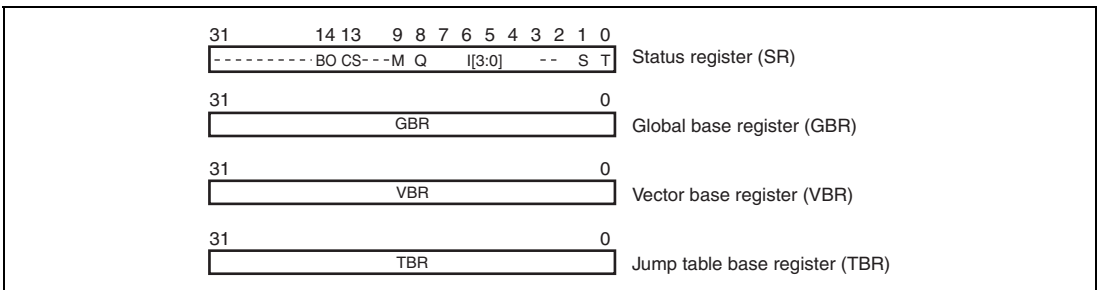 31 14 13 9 8 7 6 5 4 3 2 1 0
---------- BO CS---M Q I[3:0] -- S T Status register (SR)
31 0
GBR Global base register (GBR)
31 0
VBR Vector base register (VBR)
31 0
TBR Jump table base register (TBR)